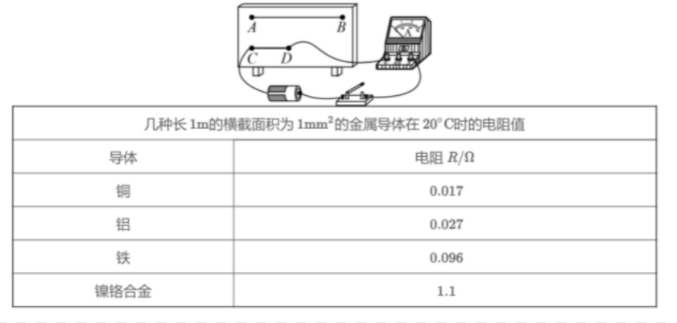 A B
C D
几种长 1m的横截面积为 1mm²的金属导体在 20°C时的电阻值
导体 电阻 R/Ω
铜 0.017
铝 0.027
铁 0.096
镍铬合金 1.1